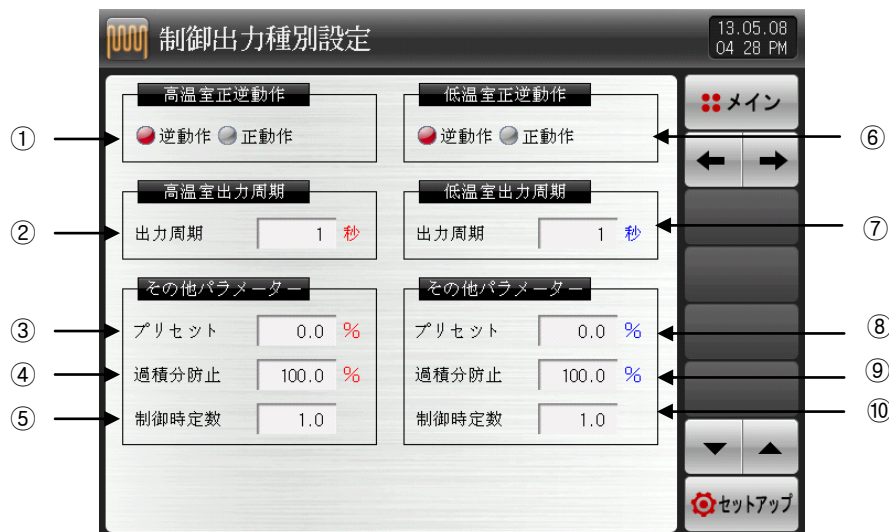 制御出力種別設定
13.05.08
04 28 PM
高温室正逆動作
低温室正逆動作
メイン
① 逆動作 正動作
逆動作 正動作 ⑥
高温室出力周期
低温室出力周期
② 出力周期 1 秒
出力周期 1 秒 ⑦
その他パラメーター
その他パラメーター
③ プリセット 0.0 %
プリセット 0.0 % ⑧
④ 過積分防止 100.0 %
過積分防止 100.0 % ⑨
⑤ 制御時定数 1.0
制御時定数 1.0 ⑩
セットアップ